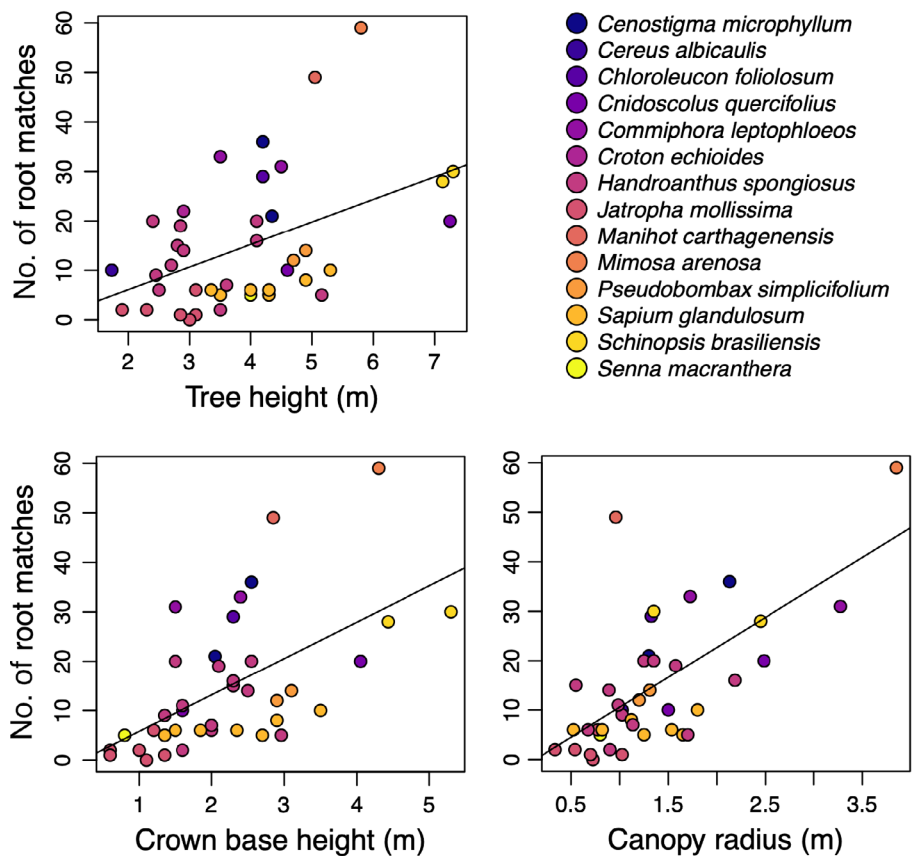 No. of root matches
0 10 20 30 40 50 60
2 3 4 5 6 7
Tree height (m)
Cenostigma microphyllum
Cereus albicaulis
Chloroleucon foliolosum
Cnidoscolus quercifolius
Commiphora leptophloeos
Croton echioides
Handroanthus spongiosus
Jatropha mollissima
Manihot carthagenensis
Mimosa arenosa
Pseudobombax simplicifolium
Sapium glandulosum
Schinopsis brasiliensis
Senna macranthera
No. of root matches
0 10 20 30 40 50 60
1 2 3 4 5
Crown base height (m)
0 10 20 30 40 50 60
0.5 1.5 2.5 3.5
Canopy radius (m)